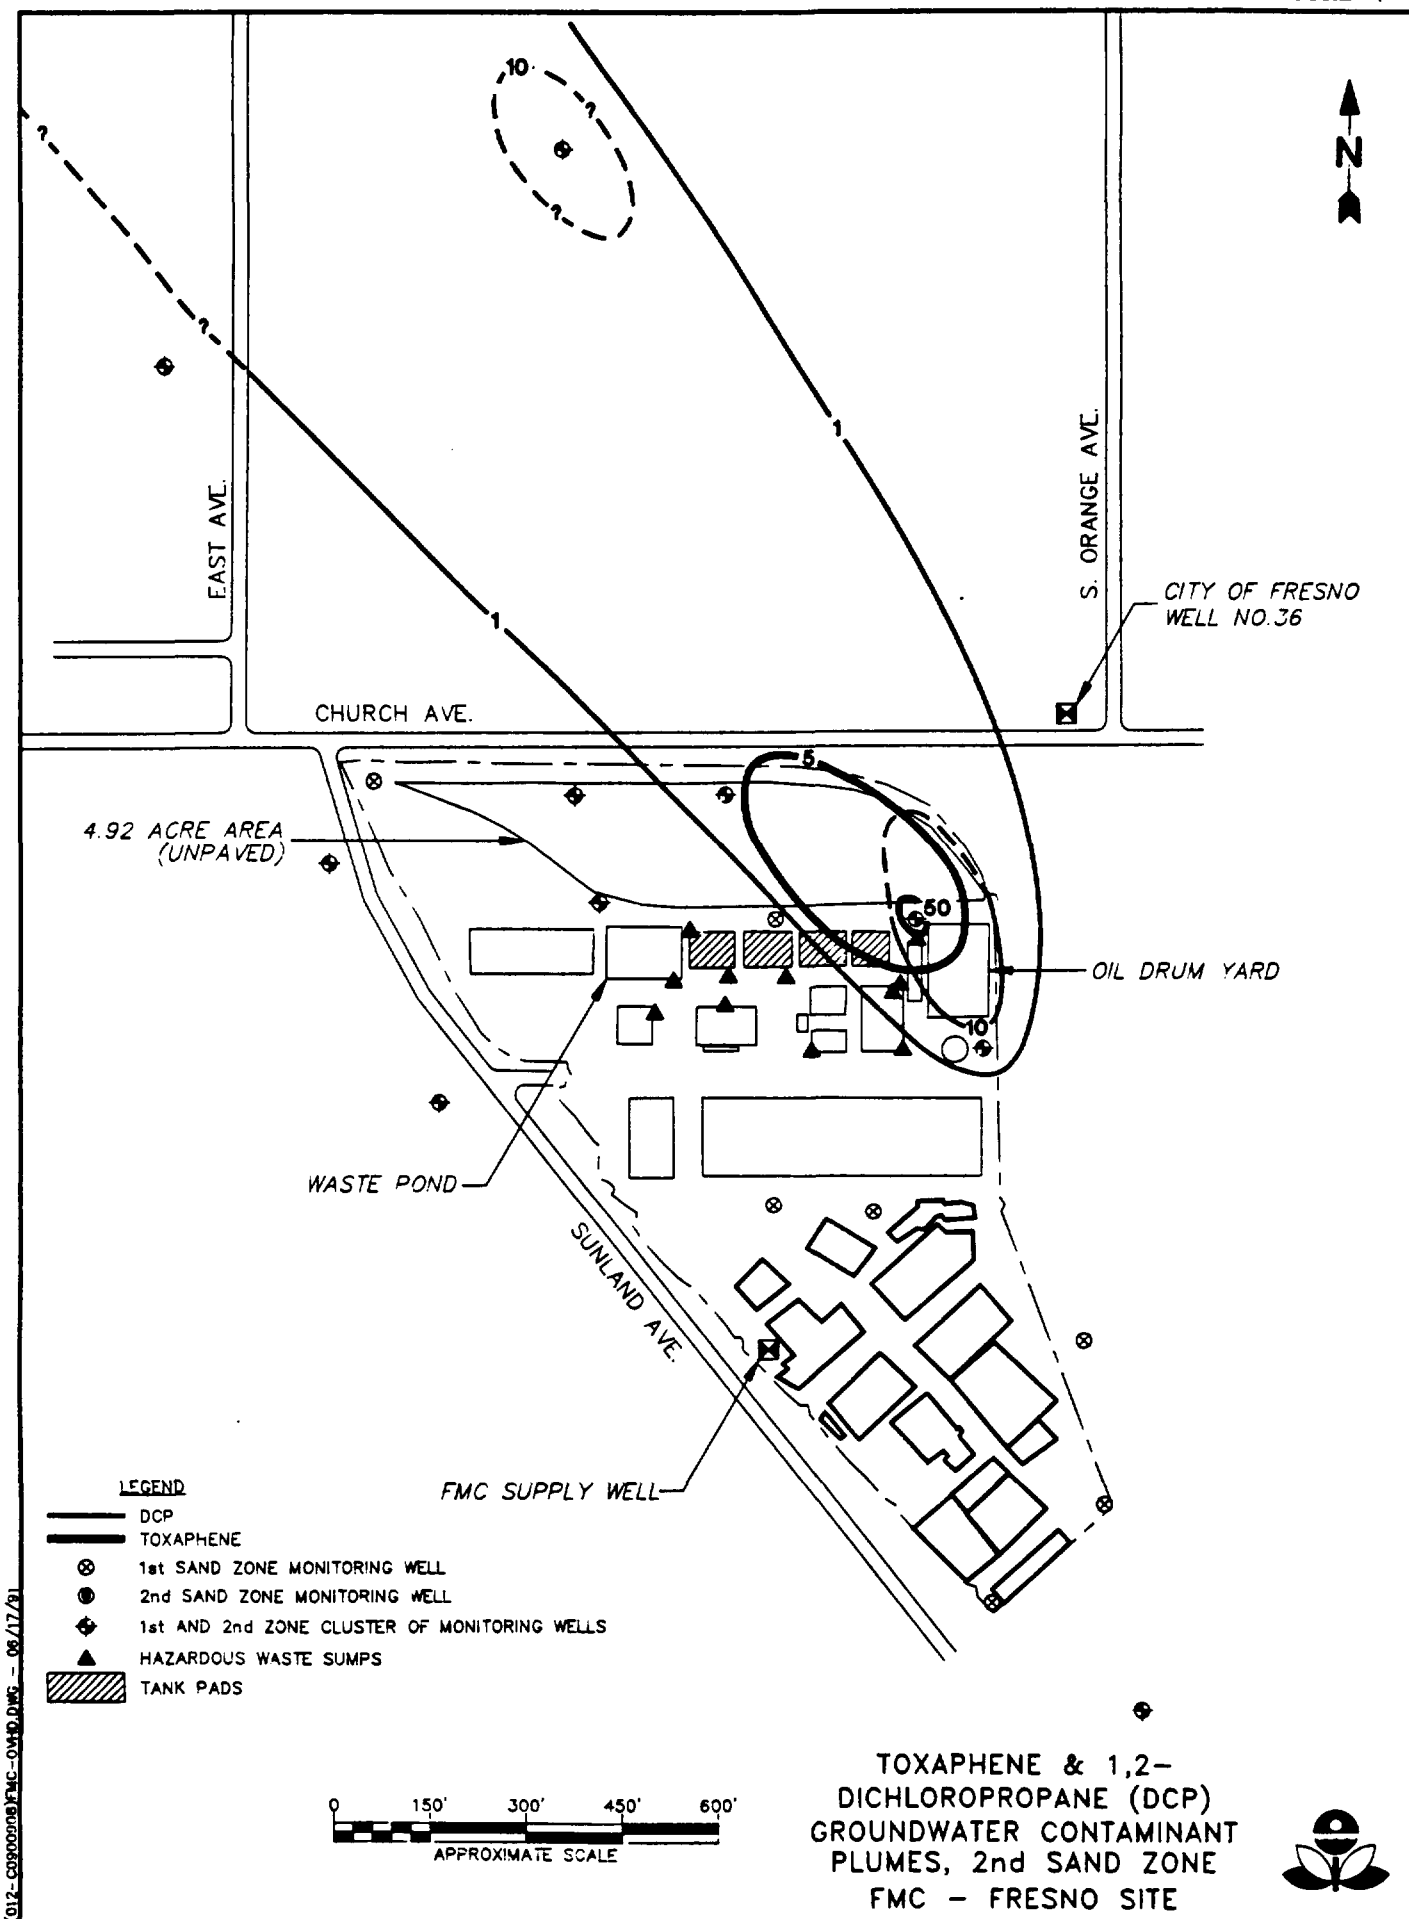 10
?
?
?
?
N
1
1
EAST AVE.
S. ORANGE AVE.
CITY OF FRESNO
WELL NO.36
CHURCH AVE.
5
4.92 ACRE AREA
(UNPAVED)
50
OIL DRUM YARD
10
WASTE POND
SUNLAND AVE.
FMC SUPPLY WELL
LEGEND
DCP
TOXAPHENE
1st SAND ZONE MONITORING WELL
2nd SAND ZONE MONITORING WELL
1st AND 2nd ZONE CLUSTER OF MONITORING WELLS
HAZARDOUS WASTE SUMPS
TANK PADS
0 150' 300' 450' 600'
APPROXIMATE SCALE
TOXAPHENE & 1,2-
DICHLOROPROPANE (DCP)
GROUNDWATER CONTAMINANT
PLUMES, 2nd SAND ZONE
FMC - FRESNO SITE
06/17/91